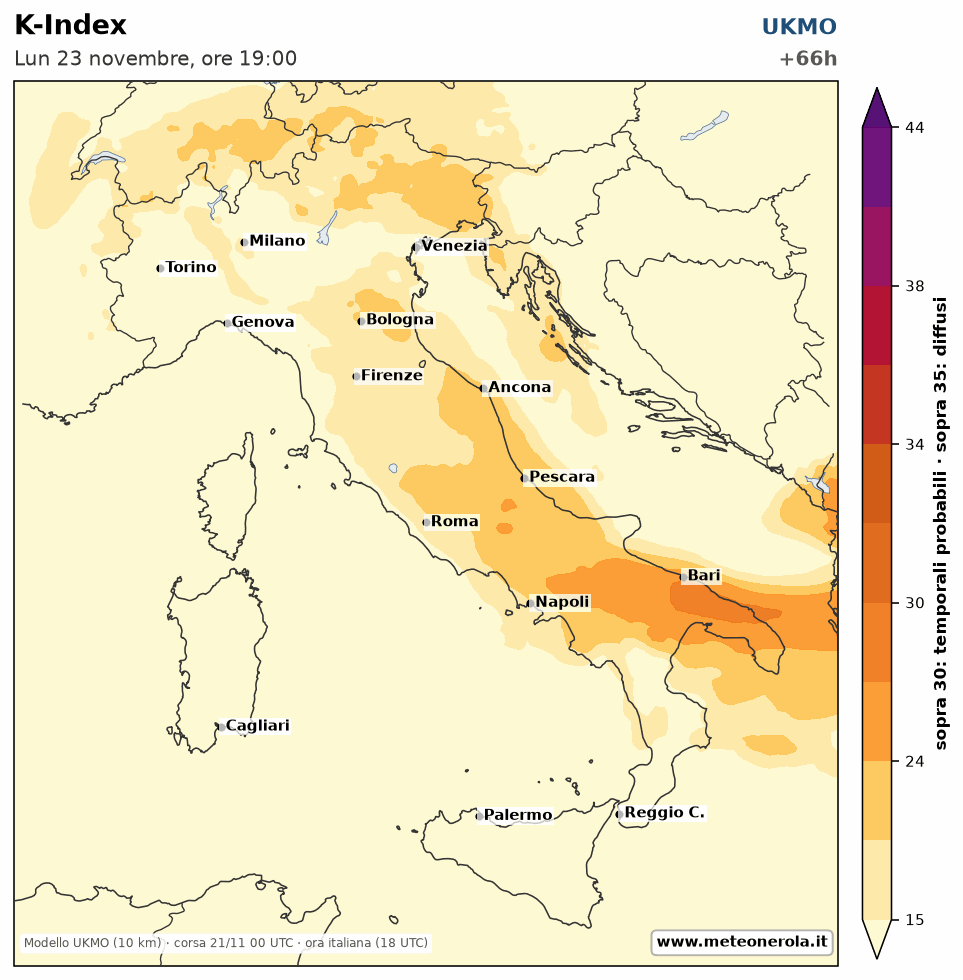 K-Index
UKMO
Lun 23 novembre, ore 19:00
+66h
Milano
Venezia
Torino
Genova
Bologna
Firenze
Ancona
Pescara
Roma
Bari
Napoli
Cagliari
Palermo
Reggio C.
44
38
34
30
24
15
sopra 30: temporali probabili · sopra 35: diffusi
Modello UKMO (10 km) · corsa 21/11 00 UTC · ora italiana (18 UTC)
www.meteonerola.it